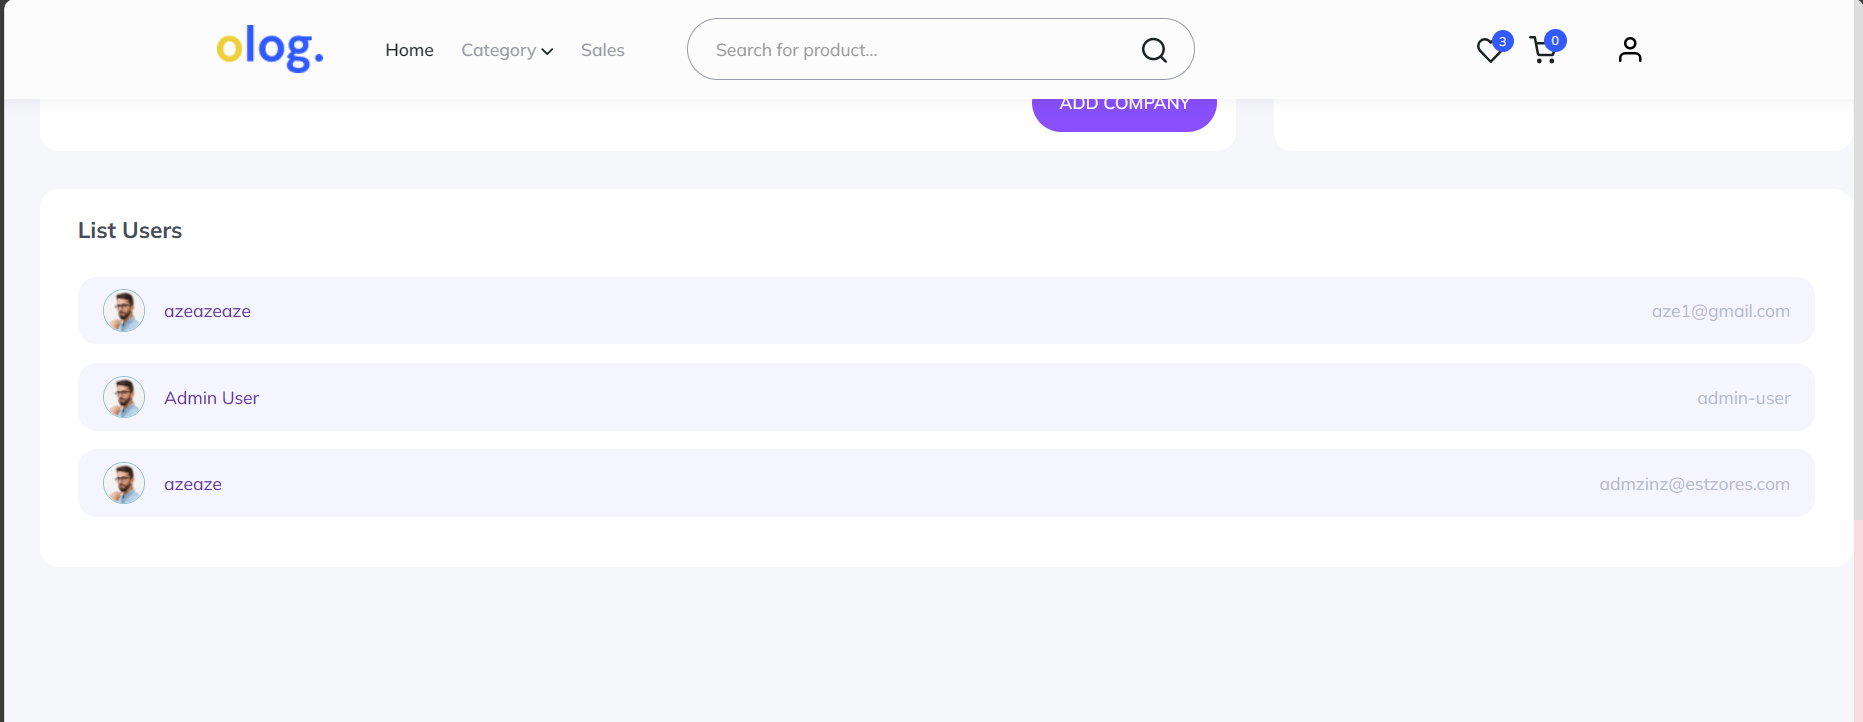 olog.
Home Category Sales
Search for product...
3
0
ADD COMPANY
List Users
azeazeaze aze1@gmail.com
Admin User admin-user
azeaze admzinz@estzores.com